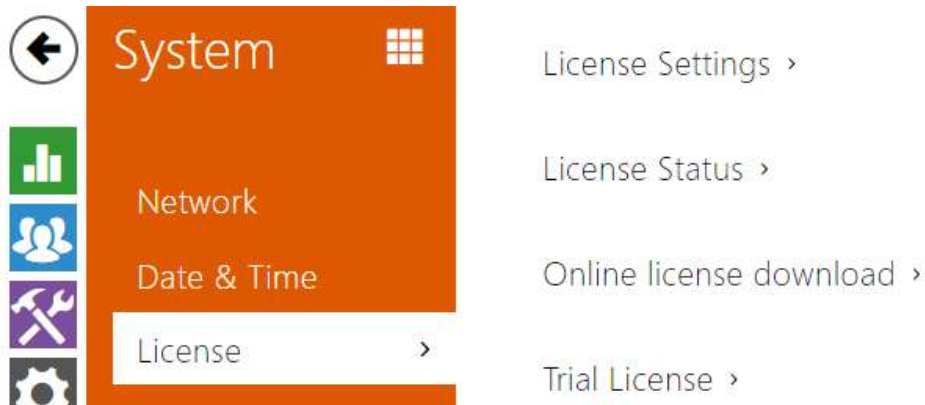 System
Network
Date & Time
License
License Settings
License Status
Online license download
Trial License